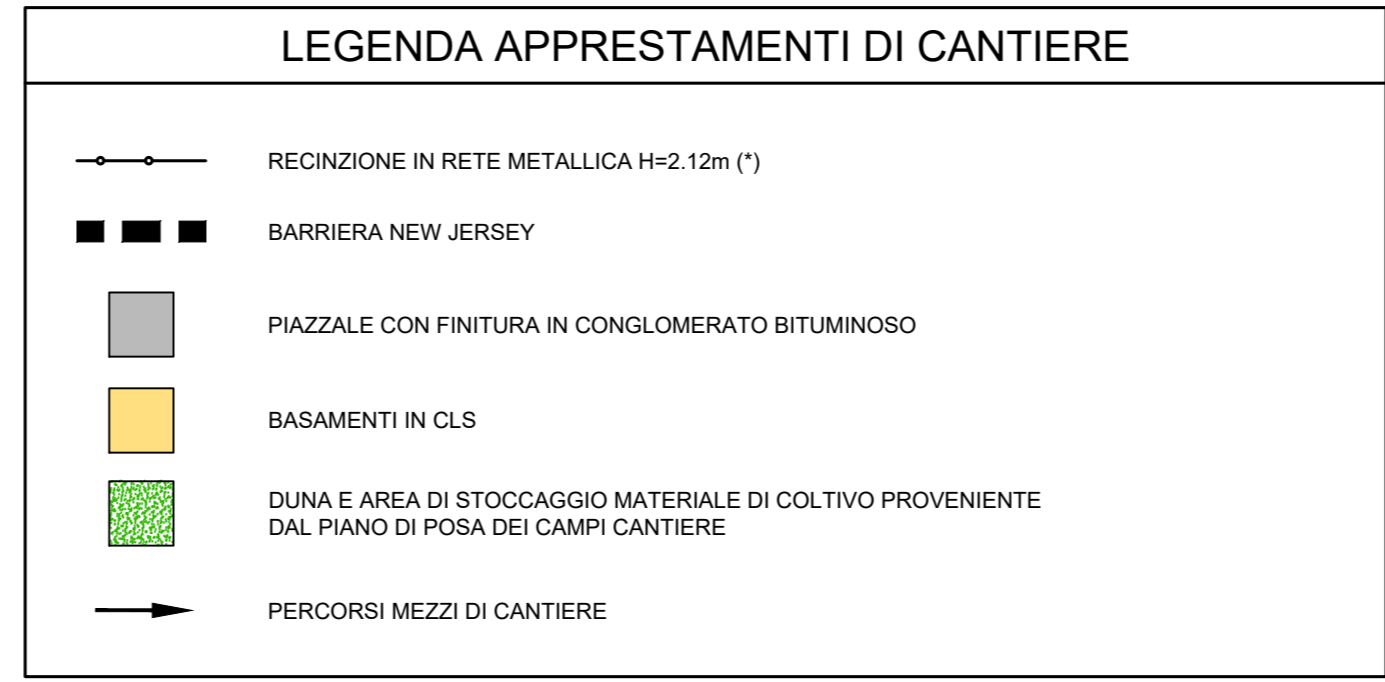 LEGENDA APPRESTAMENTI DI CANTIERE
RECINZIONE IN RETE METALLICA H=2.12m (*)
BARRIERA NEW JERSEY
PIAZZALE CON FINITURA IN CONGLOMERATO BITUMINOSO
BASAMENTI IN CLS
DUNA E AREA DI STOCCAGGIO MATERIALE DI COLTIVO PROVENIENTE
DAL PIANO DI POSA DEI CAMPI CANTIERE
PERCORSI MEZZI DI CANTIERE